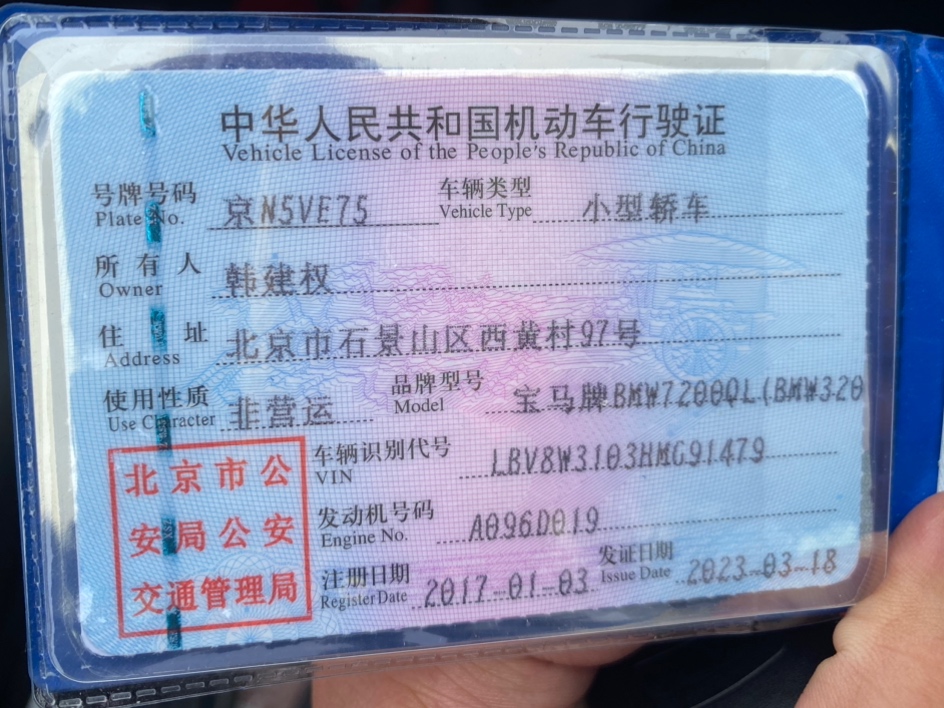 中华人民共和国机动车行驶证
Vehicle License of the People's Republic of China
号牌号码 京N5VE75 车辆类型 小型轿车
Plate No. Vehicle Type
所有人 韩建权
Owner
住址 北京市石景山区西黄村97号
Address
使用性质 非营运 品牌型号 宝马牌BMW7200QL(BMW320
Use Character Model
车辆识别代号 LBV8W3103HMG91479
VIN
发动机号码 A096D019
Engine No.
注册日期 2017-01-03 发证日期 2023-03-18
Register Date Issue Date
北京市公
安局公安
交通管理局